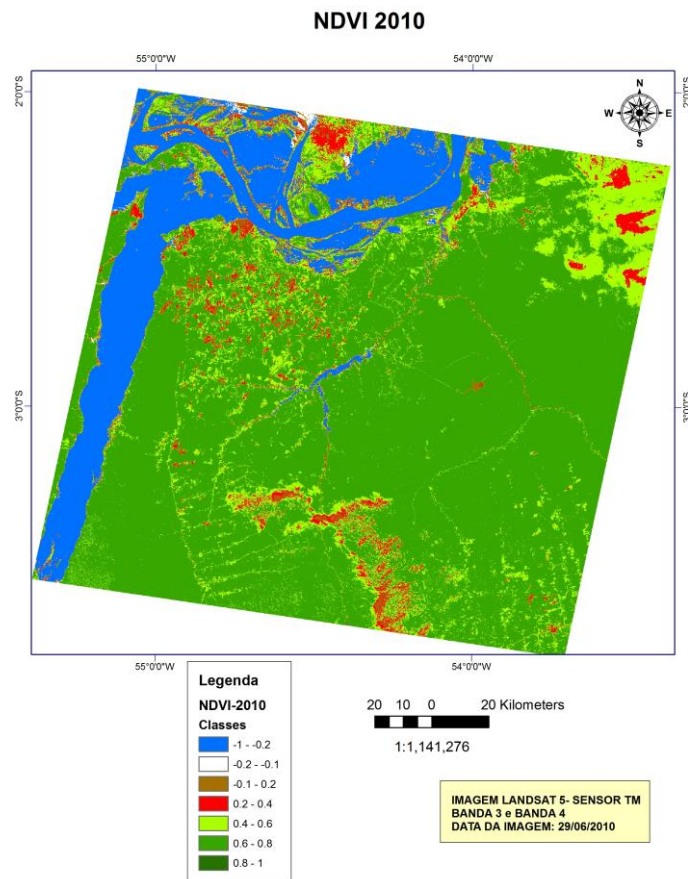 NDVI 2010
55°0'0"W
54°0'0"W
2°0'0"S
2°0'0"S
N
W
E
S
3°0'0"S
3°0'0"S
55°0'0"W
54°0'0"W
Legenda
NDVI-2010
Classes
-1 - -0.2
-0.2 - -0.1
-0.1 - 0.2
0.2 - 0.4
0.4 - 0.6
0.6 - 0.8
0.8 - 1
20 10 0 20 Kilometers
1:1,141,276
IMAGEM LANDSAT 5- SENSOR TM
BANDA 3 e BANDA 4
DATA DA IMAGEM: 29/06/2010